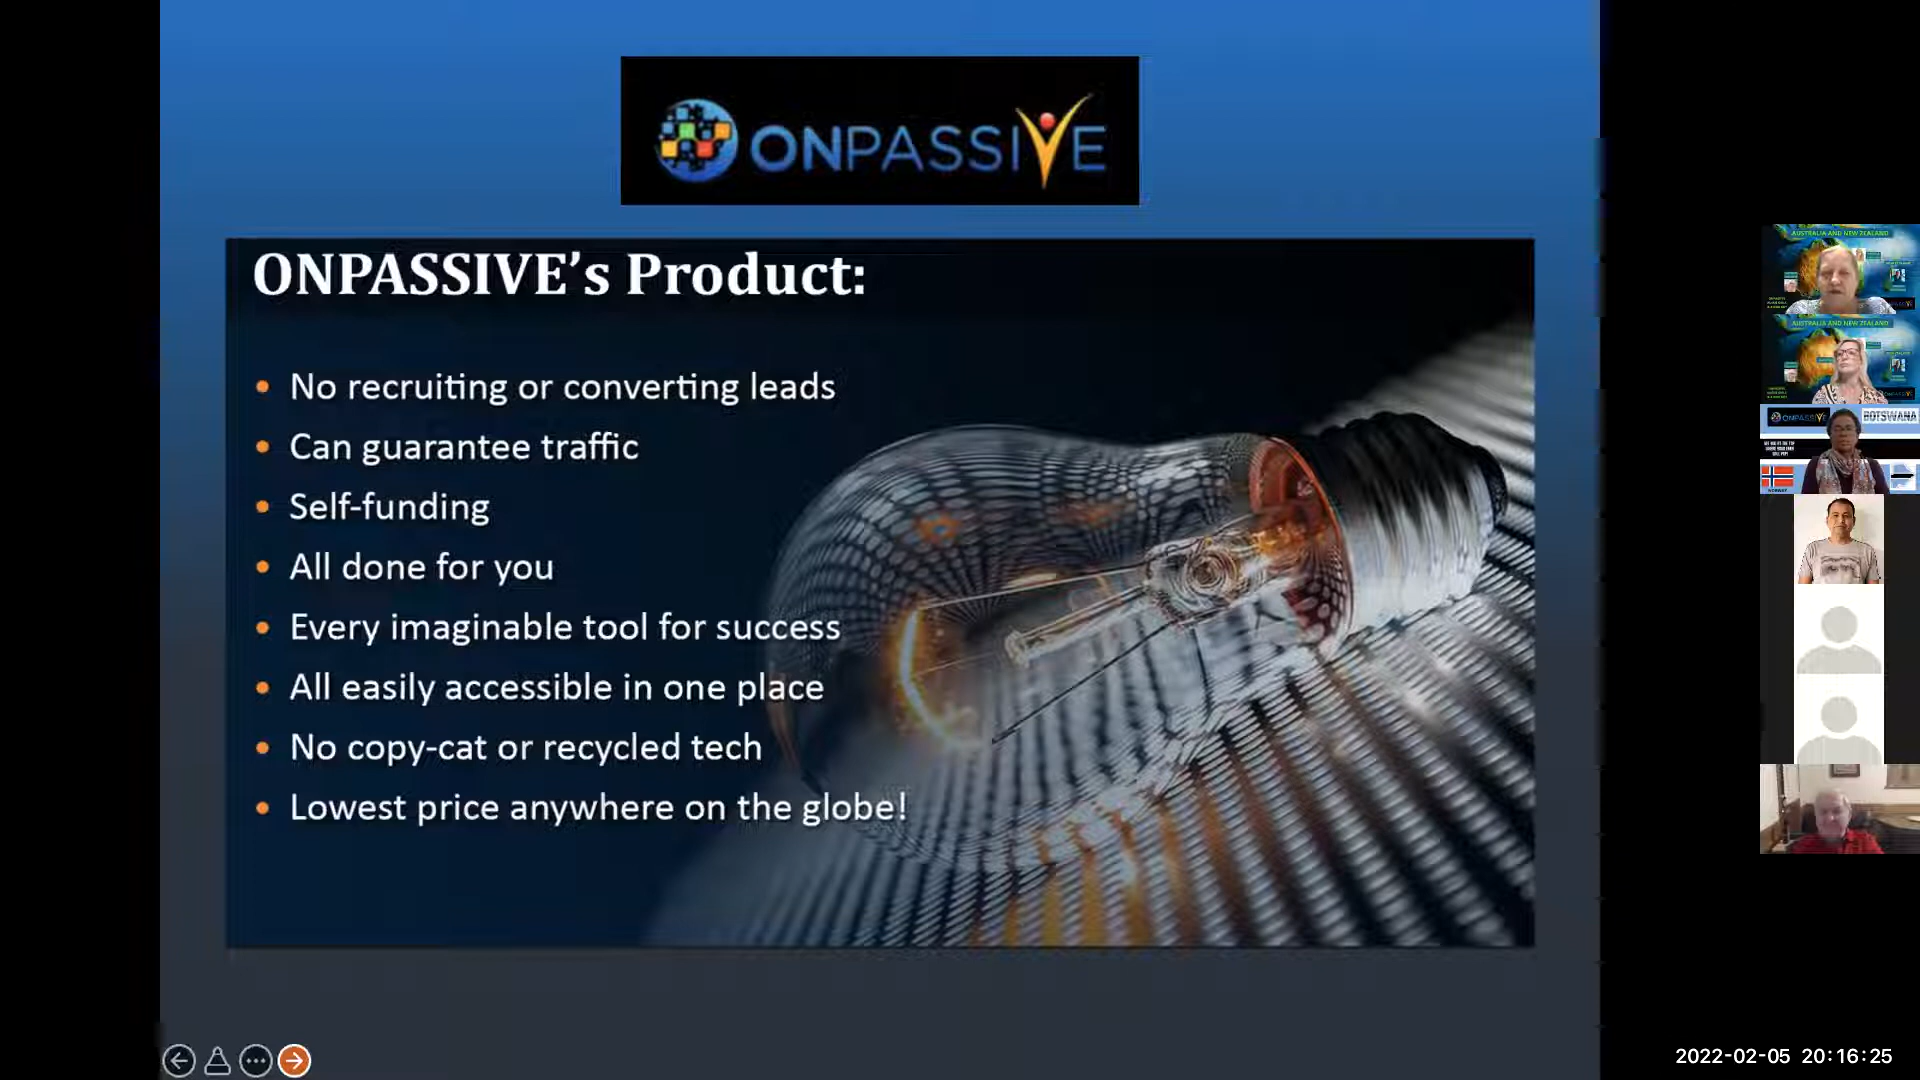 ONPASSIVE
ONPASSIVE's Product:
• No recruiting or converting leads
• Can guarantee traffic
• Self-funding
• All done for you
• Every imaginable tool for success
• All easily accessible in one place
• No copy-cat or recycled tech
• Lowest price anywhere on the globe!
AUSTRALIA AND NEW ZEALAND
AUSTRALIA AND NEW ZEALAND
ONPASSIVE
BOTSWANA
NORWAY
2022-02-05 20:16:25